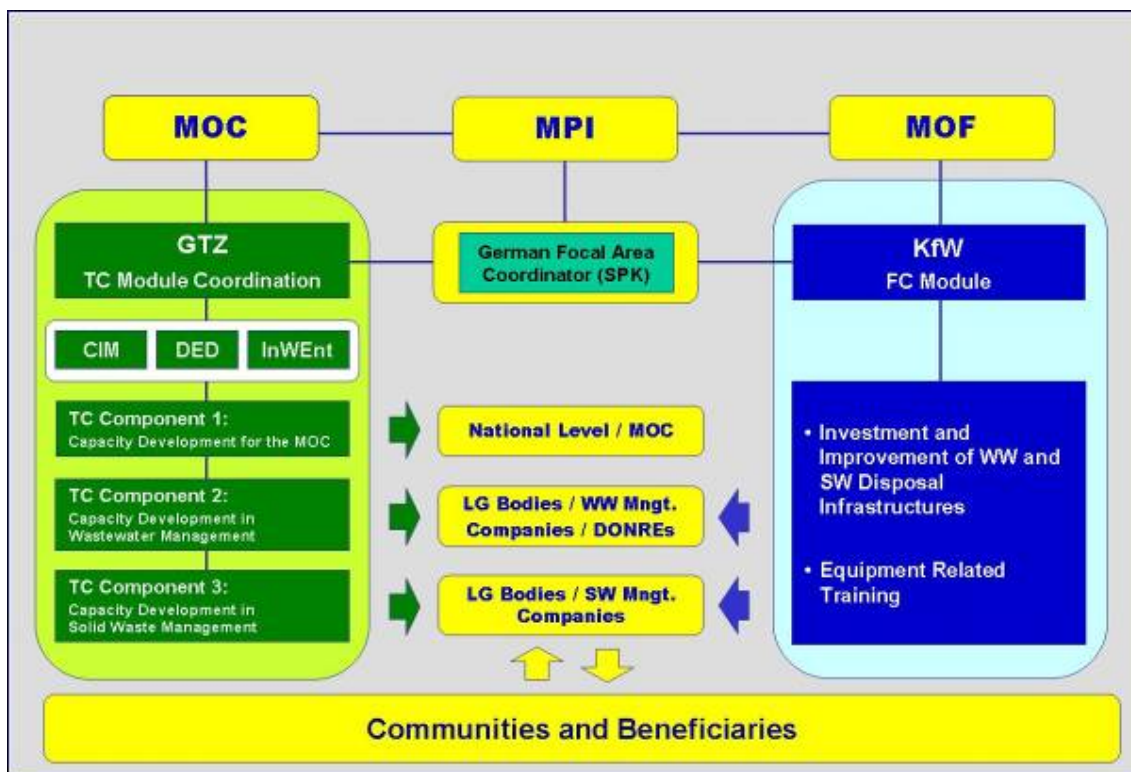 MOC
MPI
MOF
GTZ
TC Module Coordination
German Focal Area
Coordinator (SPK)
KfW
FC Module
CIM
DED
InWEnt
TC Component 1:
Capacity Development for the MOC
National Level / MOC
TC Component 2:
Capacity Development in
Wastewater Management
LG Bodies / WW Mngt.
Companies / DONREs
TC Component 3:
Capacity Development in
Solid Waste Management
LG Bodies / SW Mngt.
Companies
• Investment and
Improvement of WW and
SW Disposal
Infrastructures
• Equipment Related
Training
Communities and Beneficiaries